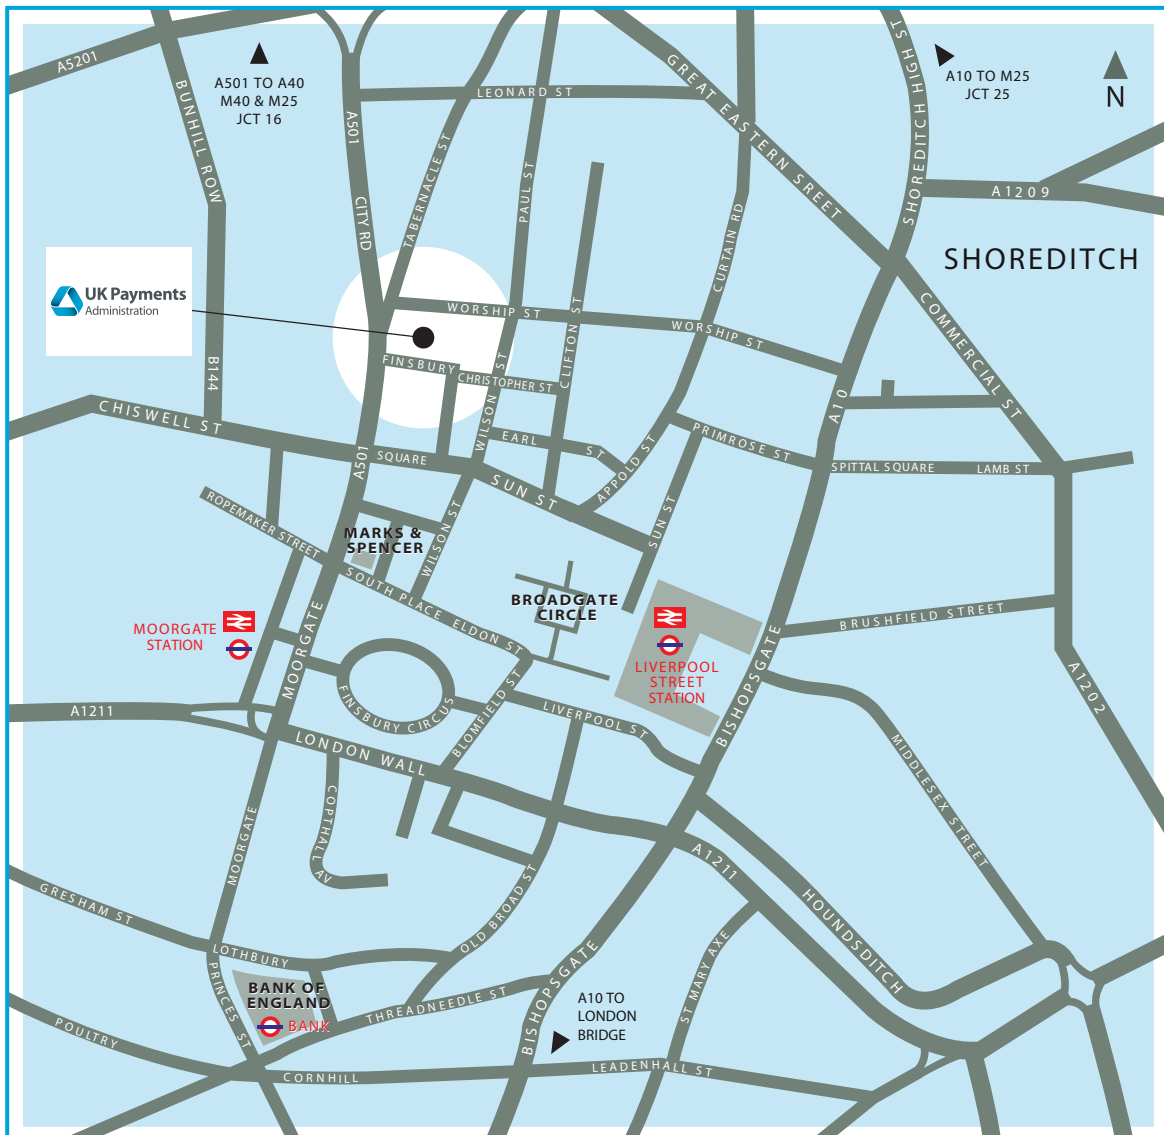 A5201
BUNHILL ROW
A501 TO A40
M40 & M25
JCT 16
A501
CITY RD
TABERNACLE ST
LEONARD ST
PAUL ST
GREAT EASTERN SREET
SHOREDITCH HIGH ST
A10 TO M25
JCT 25
N
A1209
SHOREDITCH
CURTAIN RD
UK Payments
Administration
WORSHIP ST
WORSHIP ST
CLIFTON ST
COMMERCIAL ST
B144
FINSBURY
CHRISTOPHER ST
WILSON ST
A10
CHISWELL ST
A501
SQUARE
EARL ST
APPOLD ST
PRIMROSE ST
SPITTAL SQUARE
LAMB ST
SUN ST
SUN ST
ROPEMAKER STREET
MARKS &
SPENCER
WILSON ST
SOUTH PLACE
ELDON ST
BROADGATE
CIRCLE
BRUSHFIELD STREET
MOORGATE
STATION
MOORGATE
LIVERPOOL
STREET
STATION
BISHOPSGATE
A1202
A1211
FINSBURY CIRCUS
BLOMFIELD ST
LIVERPOOL ST
LONDON WALL
MIDDLESEX STREET
COPTHALL AV
MOORGATE
A1211
HOUNDSDITCH
GRESHAM ST
OLD BROAD ST
LOTHBURY
PRINCES ST
BANK OF
ENGLAND
BANK
THREADNEEDLE ST
BISHOPSGATE
A10 TO
LONDON
BRIDGE
ST MARY AXE
POULTRY
CORNHILL
LEADENHALL ST